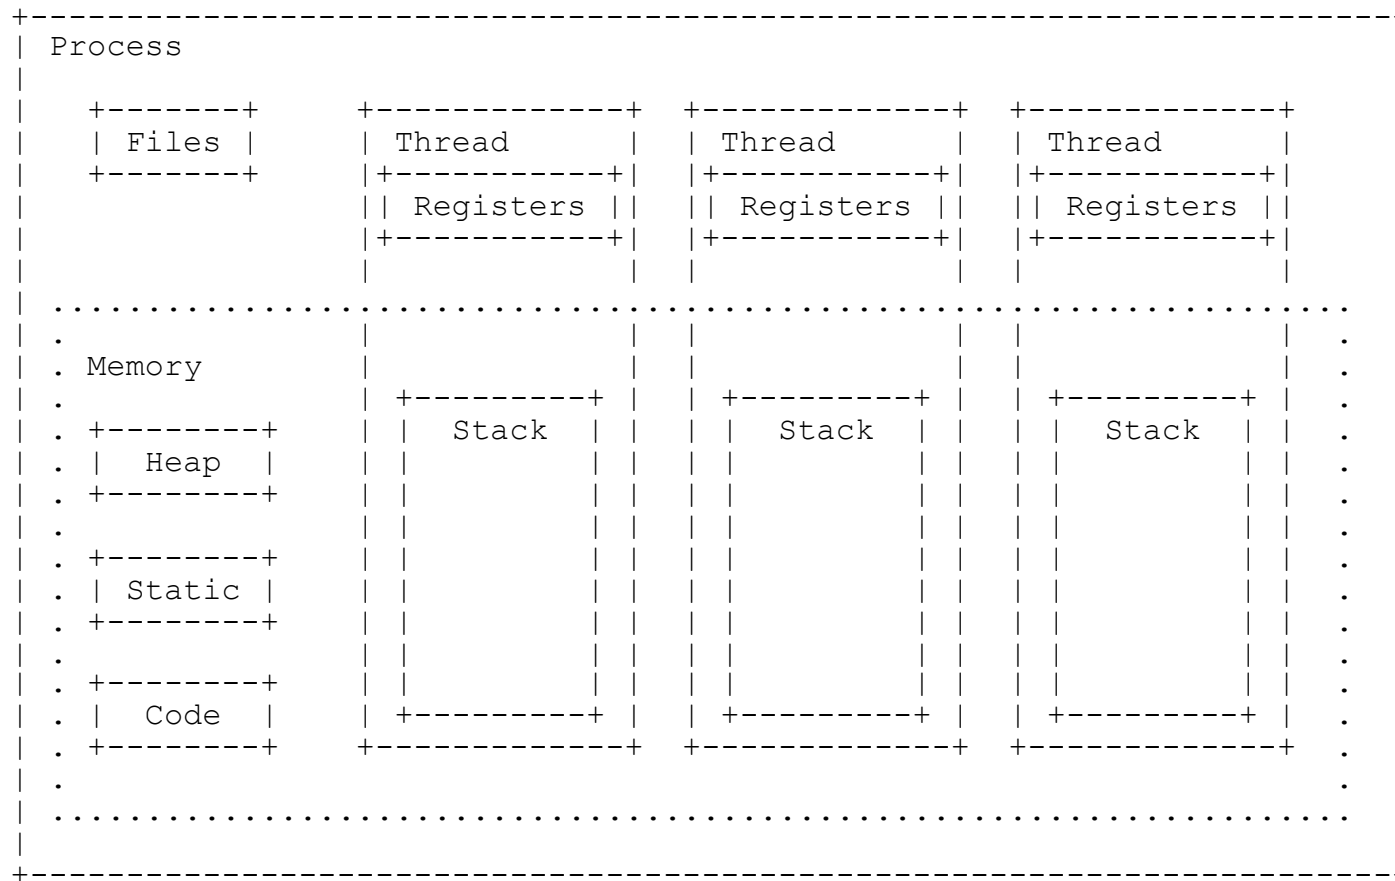 Process
Files Thread Thread Thread
Registers Registers Registers
Memory
Stack Stack Stack
Heap
Static
Code